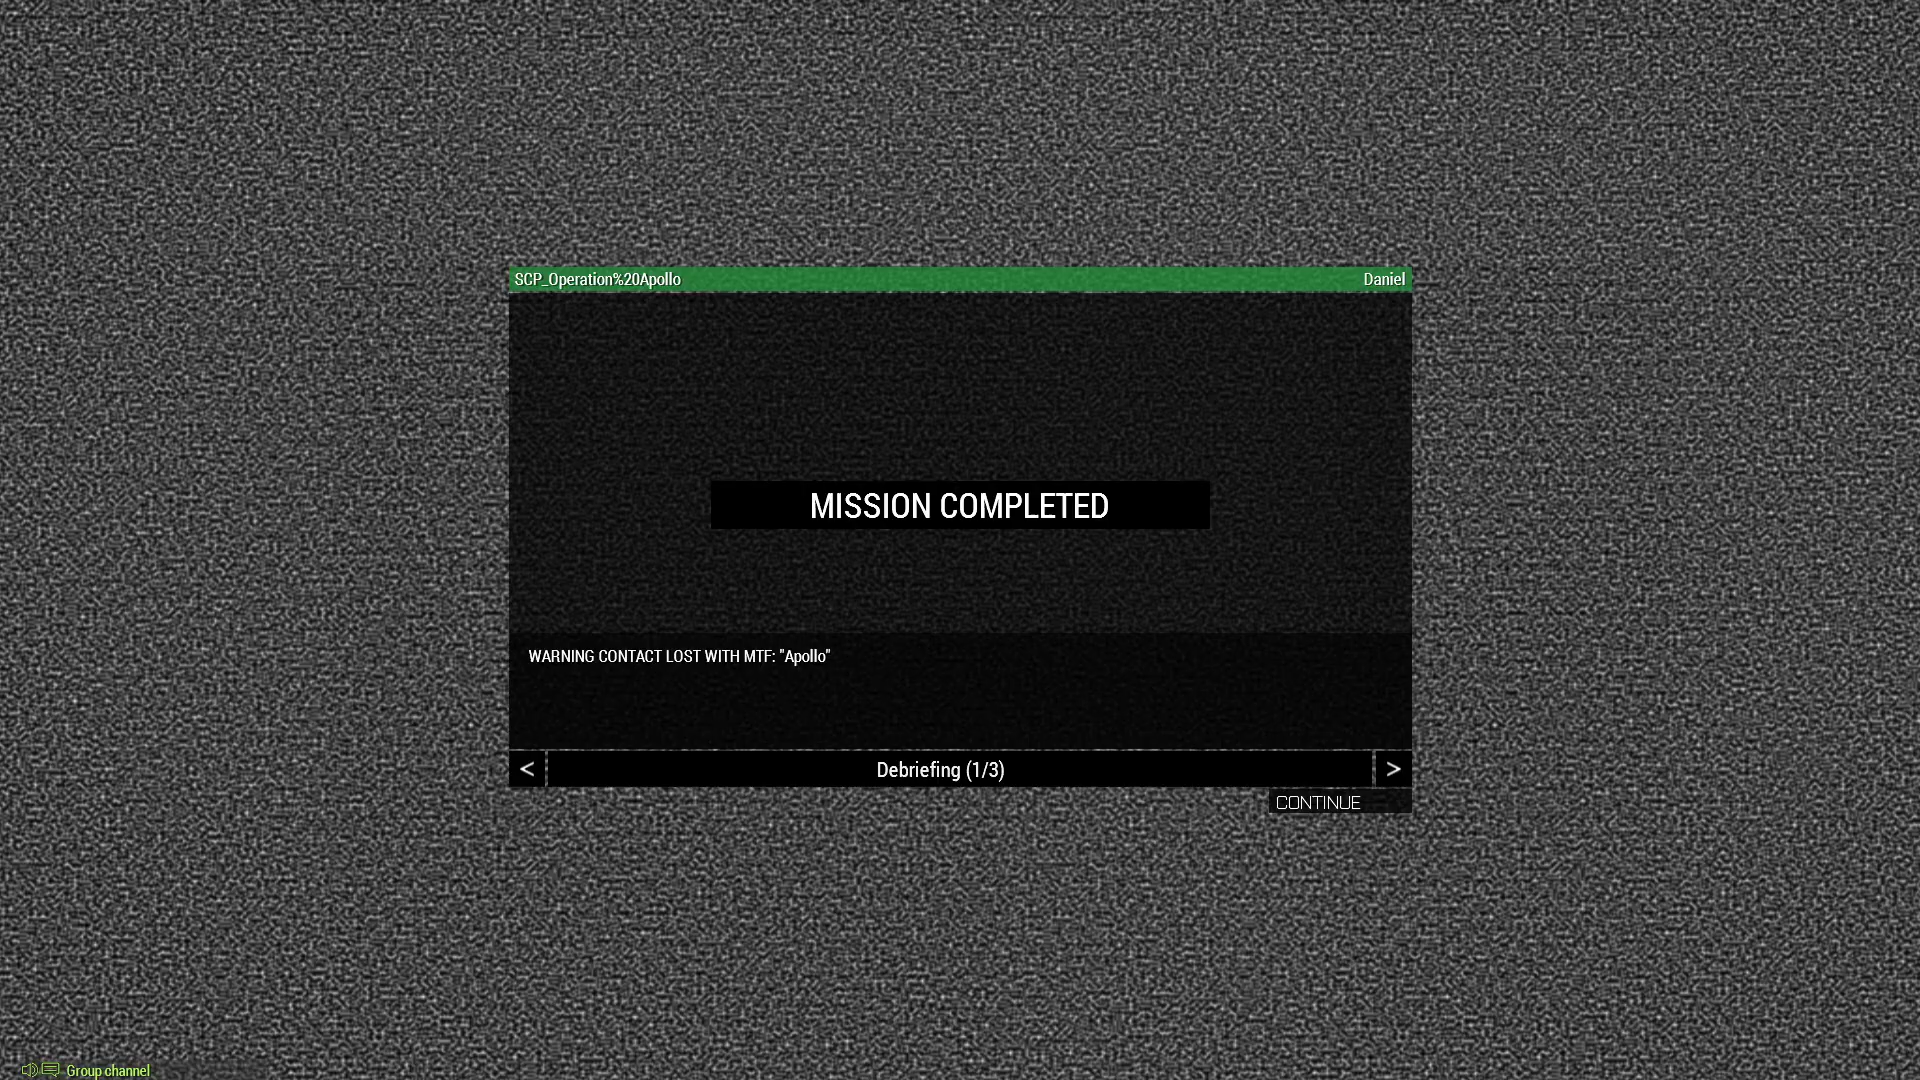 SCP_Operation%20Apollo
Daniel
MISSION COMPLETED
WARNING CONTACT LOST WITH MTF: "Apollo"
< Debriefing (1/3) >
CONTINUE
Group channel